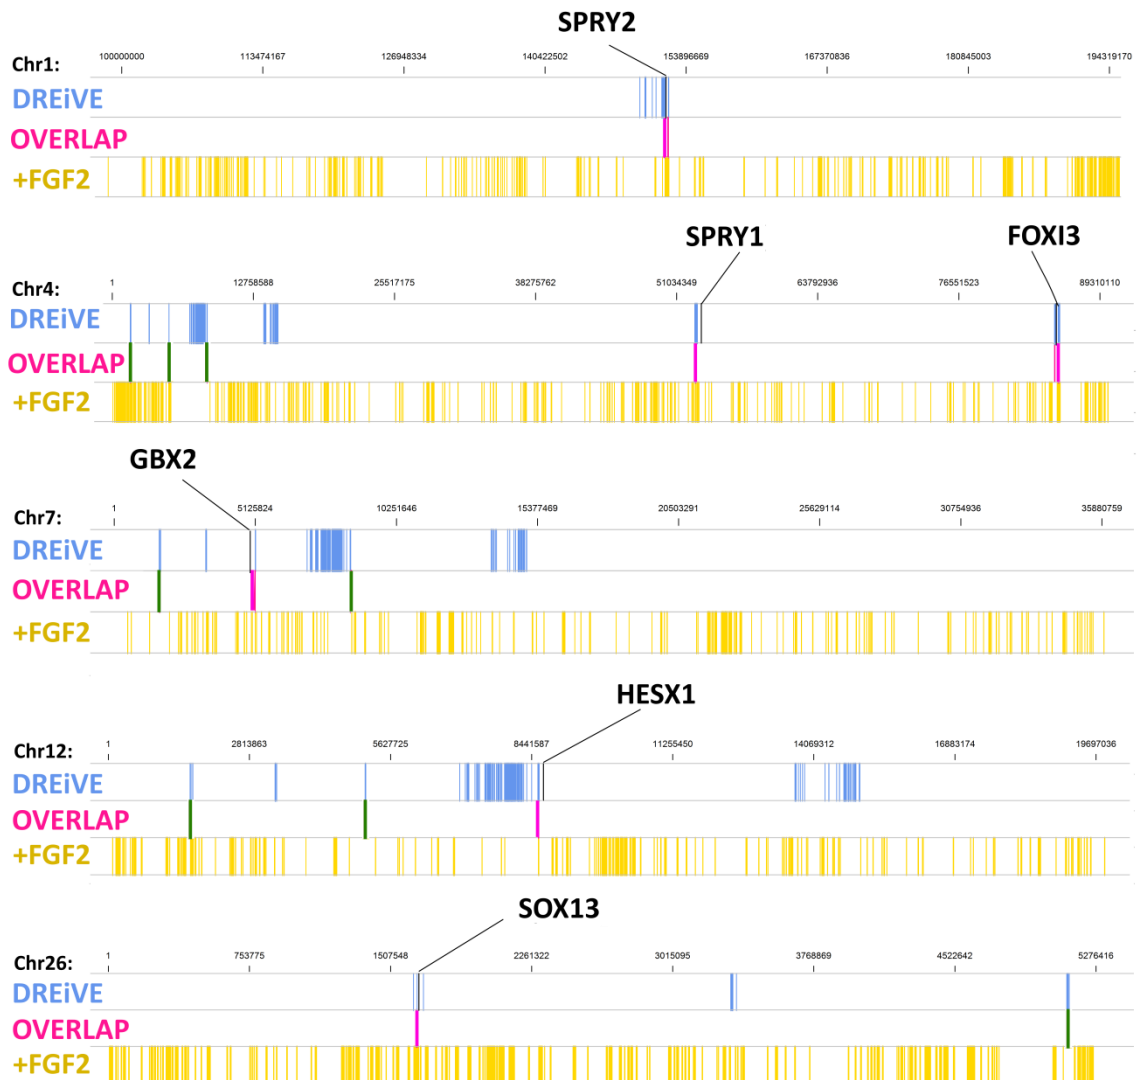 SPRY2
100000000 113474167 126948334 140422502 153896669 167370836 180845003 194319170
Chr1:
DREiVE
OVERLAP
+FGF2
SPRY1 FOXI3
1 12758588 25517175 38275762 51034349 63792936 76551523 89310110
Chr4:
DREiVE
OVERLAP
+FGF2
GBX2
1 5125824 10251646 15377469 20503291 25629114 30754936 35880759
Chr7:
DREiVE
OVERLAP
+FGF2
HESX1
1 2813863 5627725 8441587 11255450 14069312 16883174 19697036
Chr12:
DREiVE
OVERLAP
+FGF2
SOX13
1 753775 1507548 2261322 3015095 3768869 4522642 5276416
Chr26:
DREiVE
OVERLAP
+FGF2